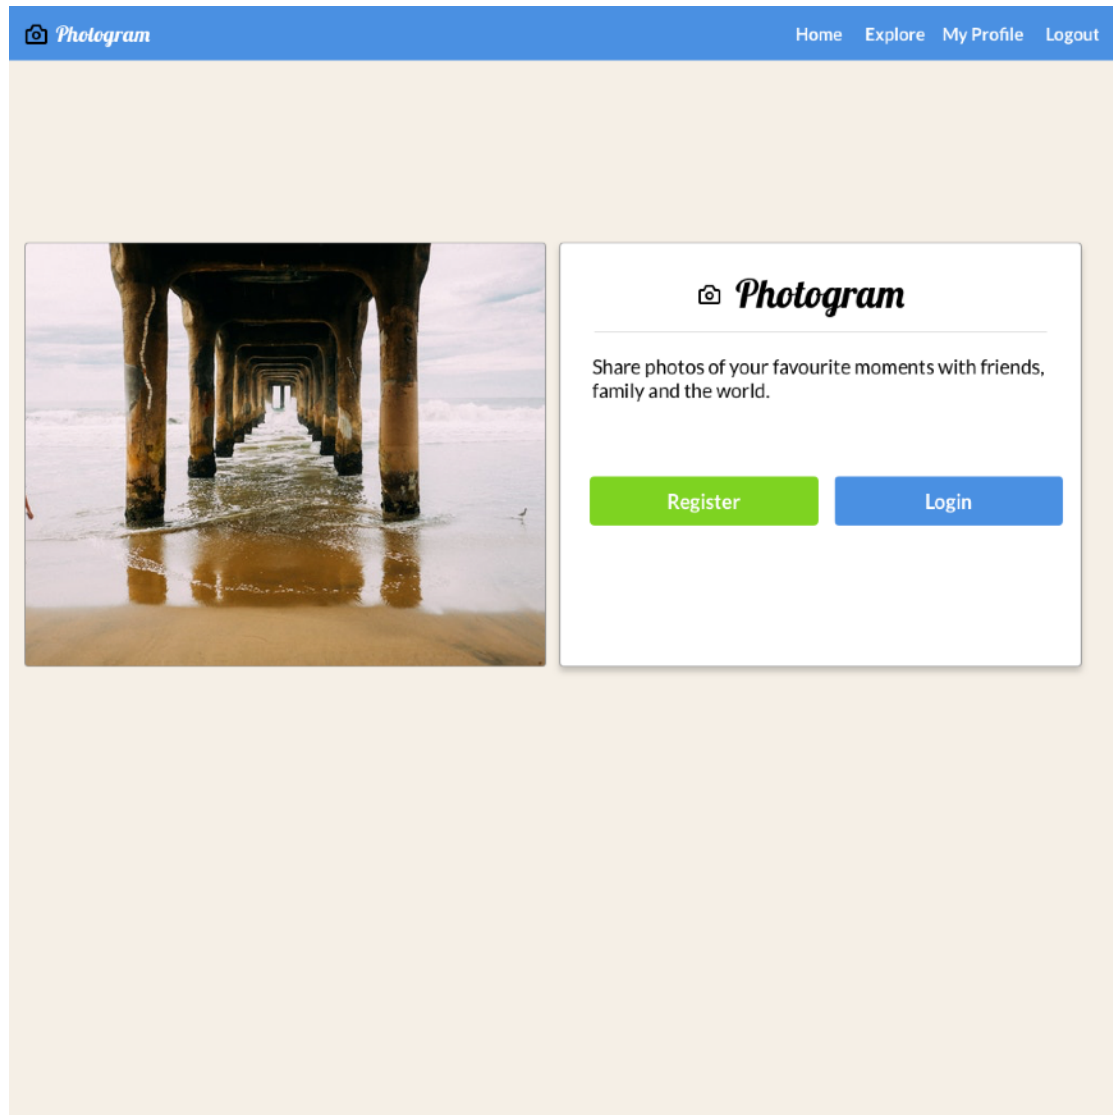 Photogram
Home Explore My Profile Logout
Photogram
Share photos of your favourite moments with friends,
family and the world.
Register
Login